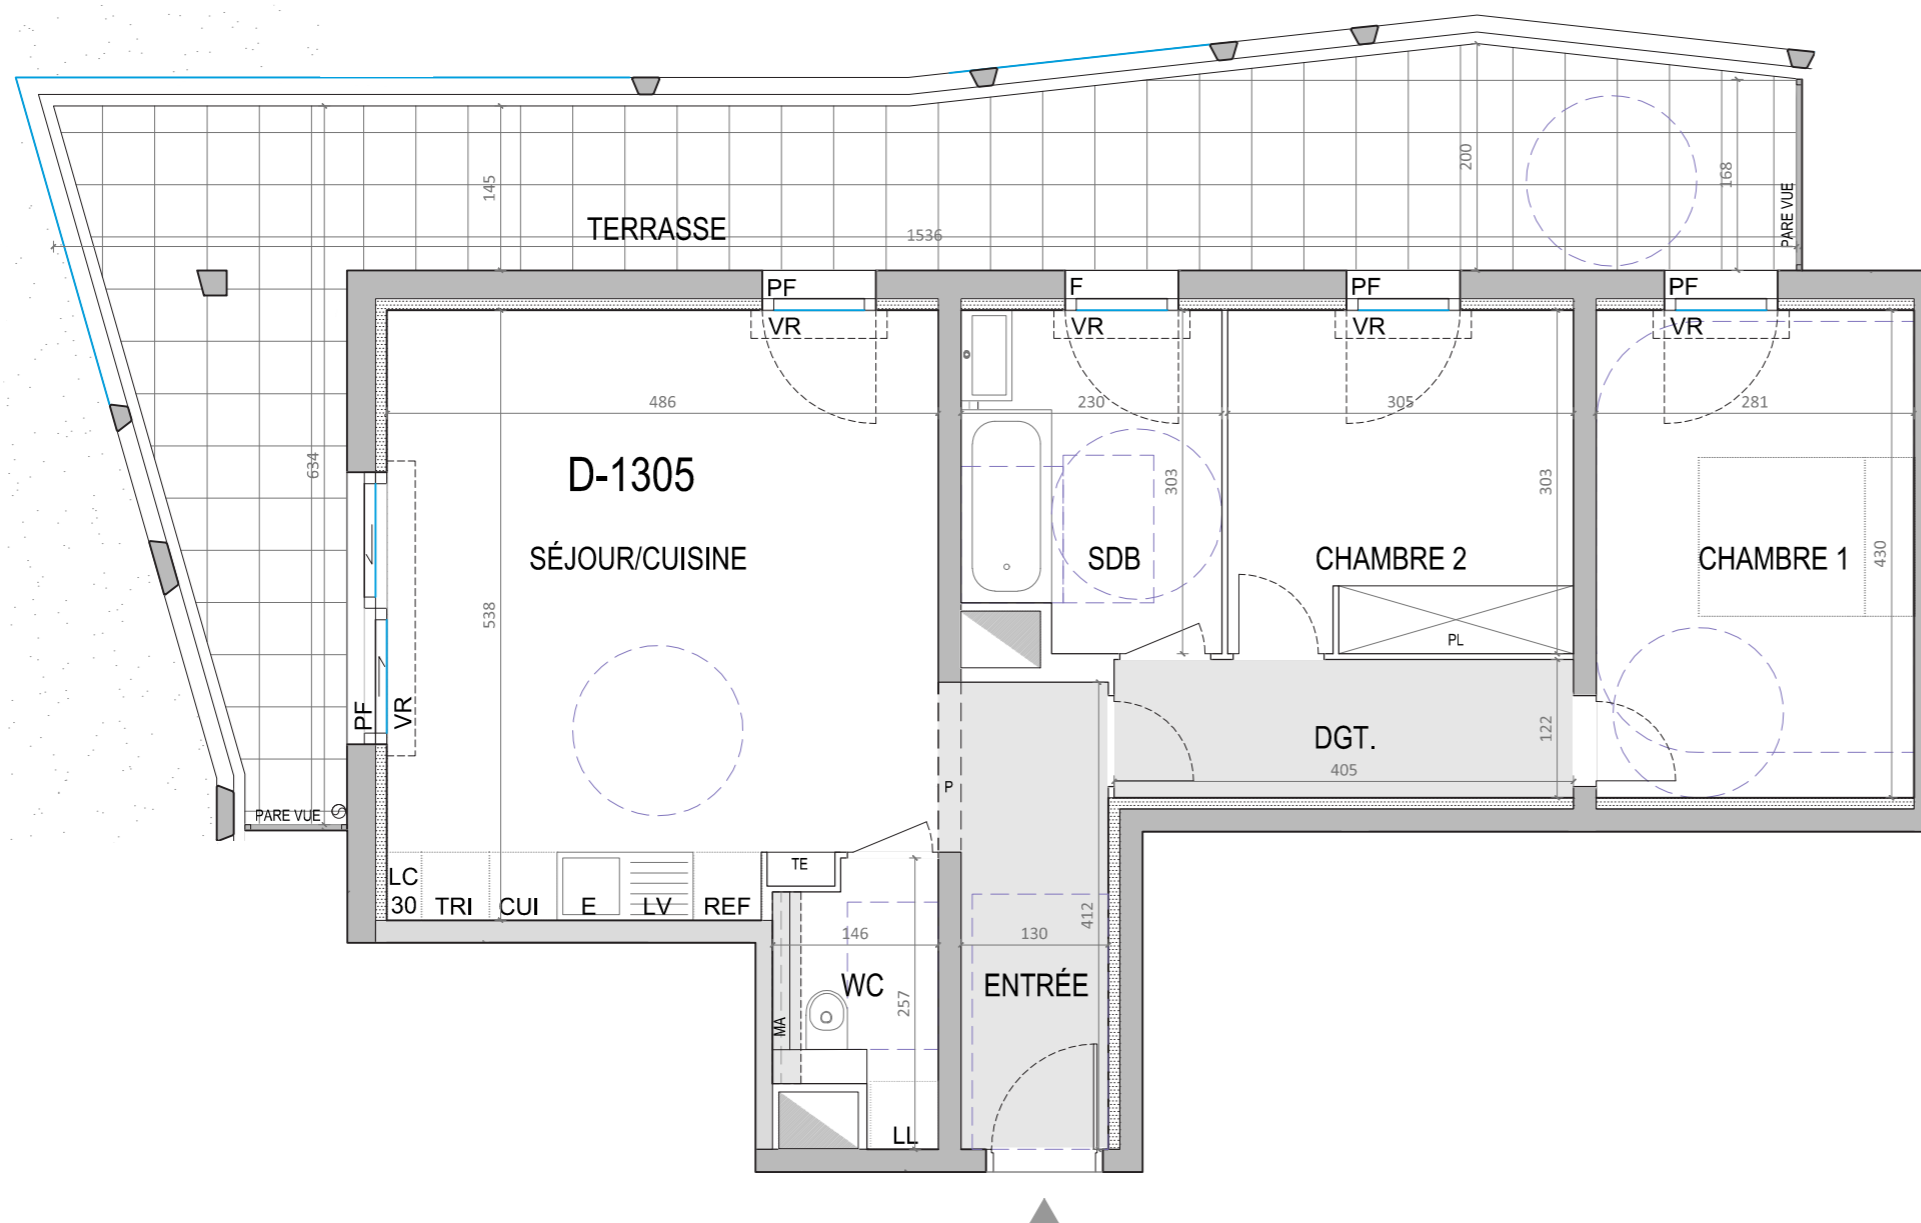 145
200
168
PARE VUE
TERRASSE
1536
PF
F
PF
PF
VR
VR
VR
VR
486
230
305
281
634
D-1305
303
303
SÉJOUR/CUISINE
SDB
CHAMBRE 2
CHAMBRE 1
430
538
PL
PF
VR
DGT.
122
405
P
PARE VUE
TE
LC
30
TRI
CUI
E
LV
REF
412
146
130
WC
ENTRÉE
257
MA
LL